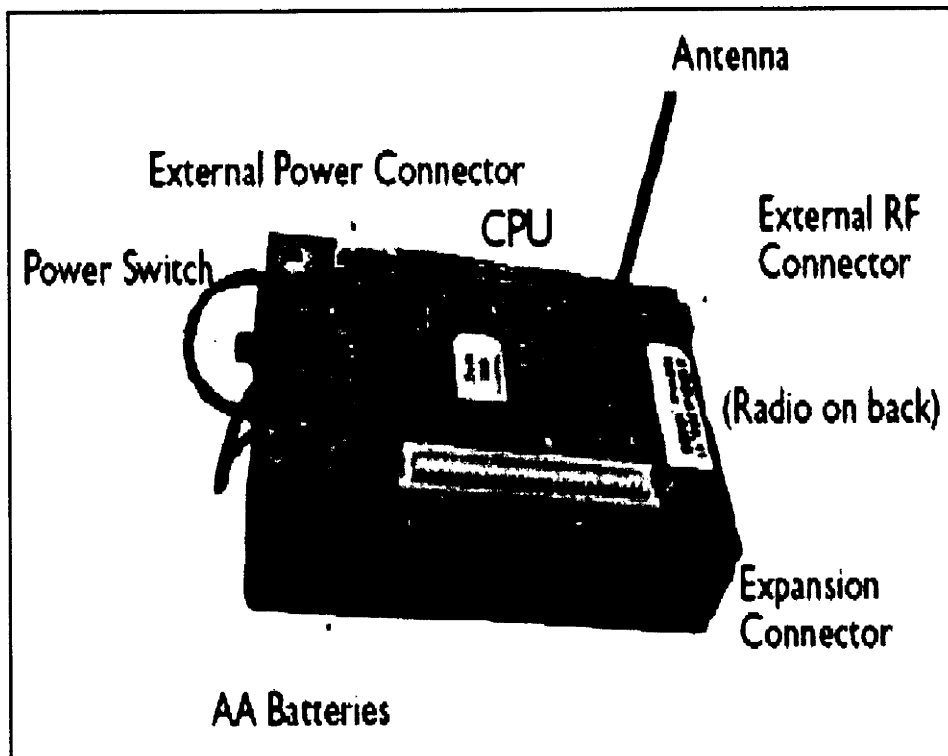 Antenna
External Power Connector
CPU
External RF
Connector
Power Switch
(Radio on back)
Expansion
Connector
AA Batteries